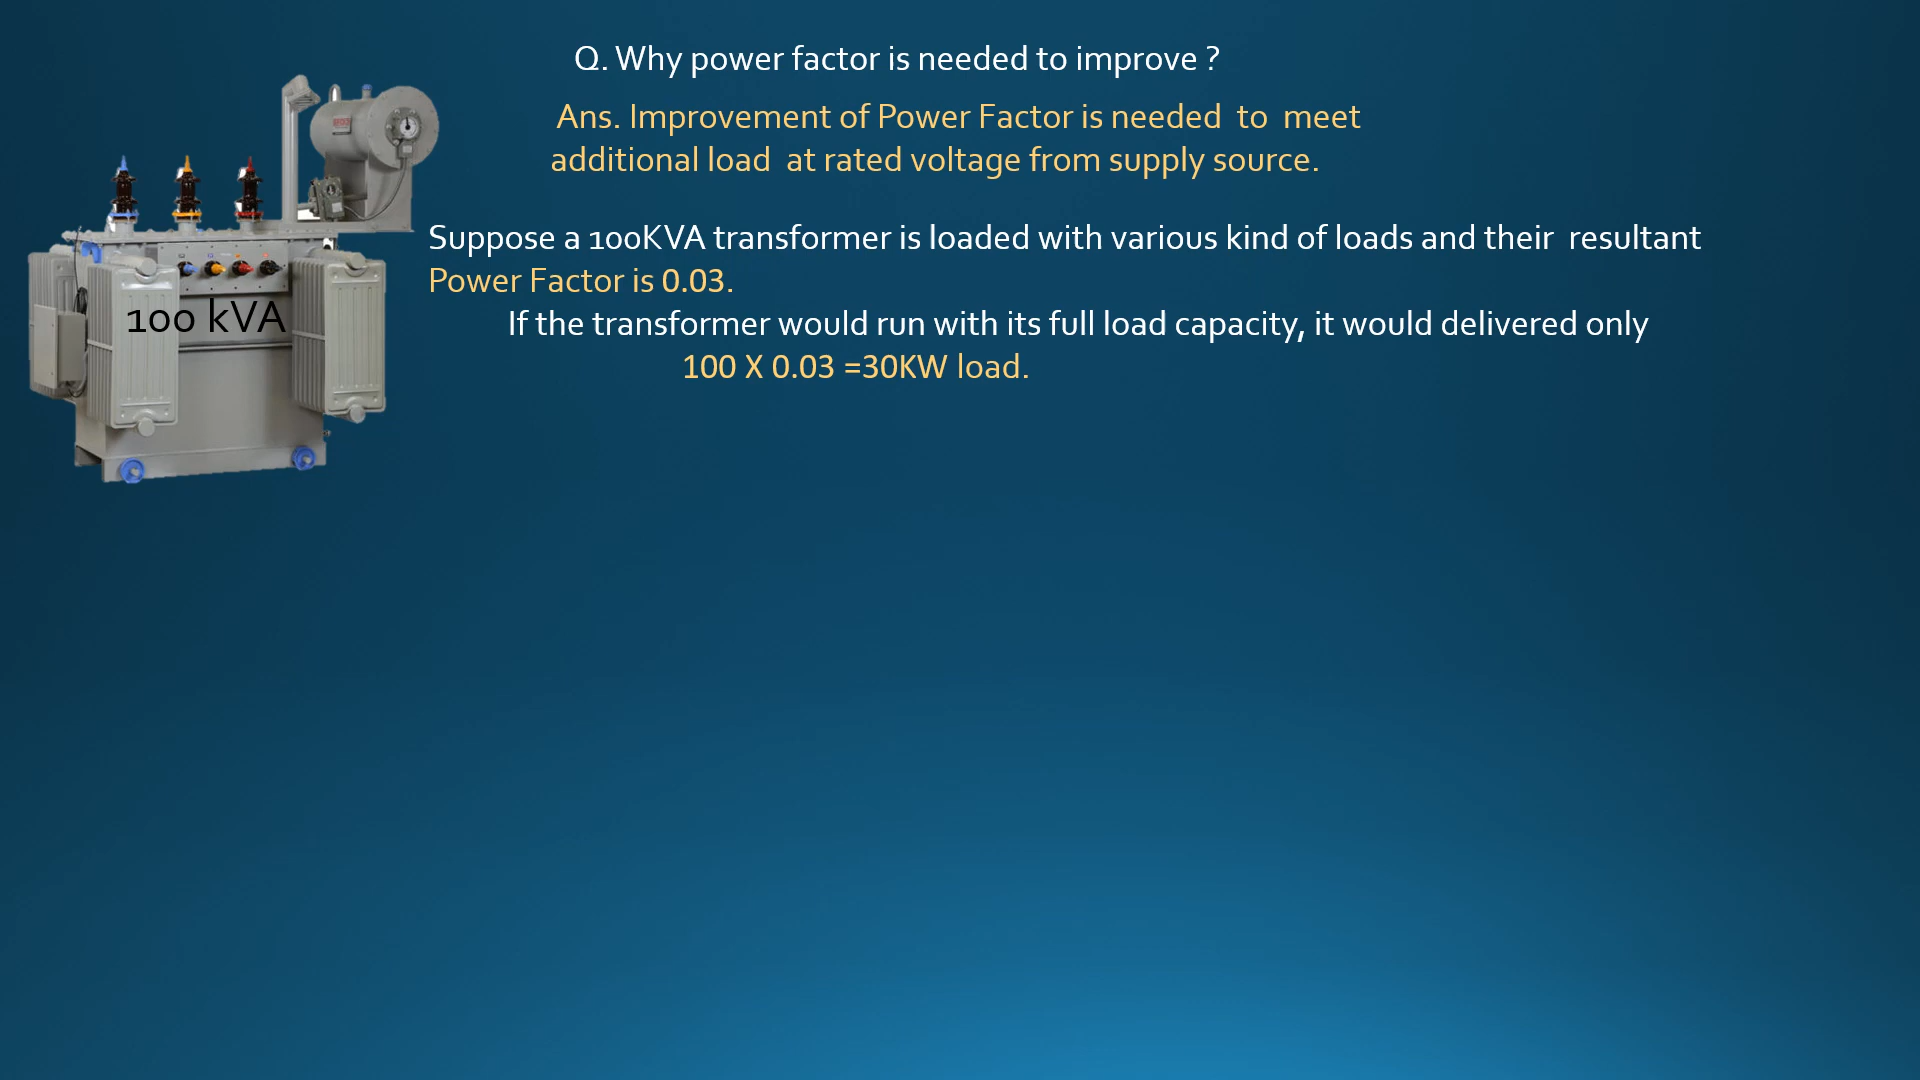 Q. Why power factor is needed to improve ?
Ans. Improvement of Power Factor is needed to meet
additional load at rated voltage from supply source.
Suppose a 100KVA transformer is loaded with various kind of loads and their resultant
Power Factor is 0.03.
If the transformer would run with its full load capacity, it would delivered only
100 X 0.03 =30KW load.
100 kVA